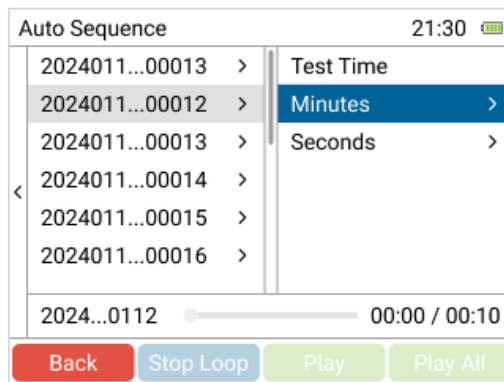 Auto Sequence 21:30
2024011...00013 >
2024011...00012 >
2024011...00013 >
2024011...00014 >
2024011...00015 >
2024011...00016 >
<
Test Time
Minutes >
Seconds >
2024...0112 00:00 / 00:10
Back Stop Loop Play Play All